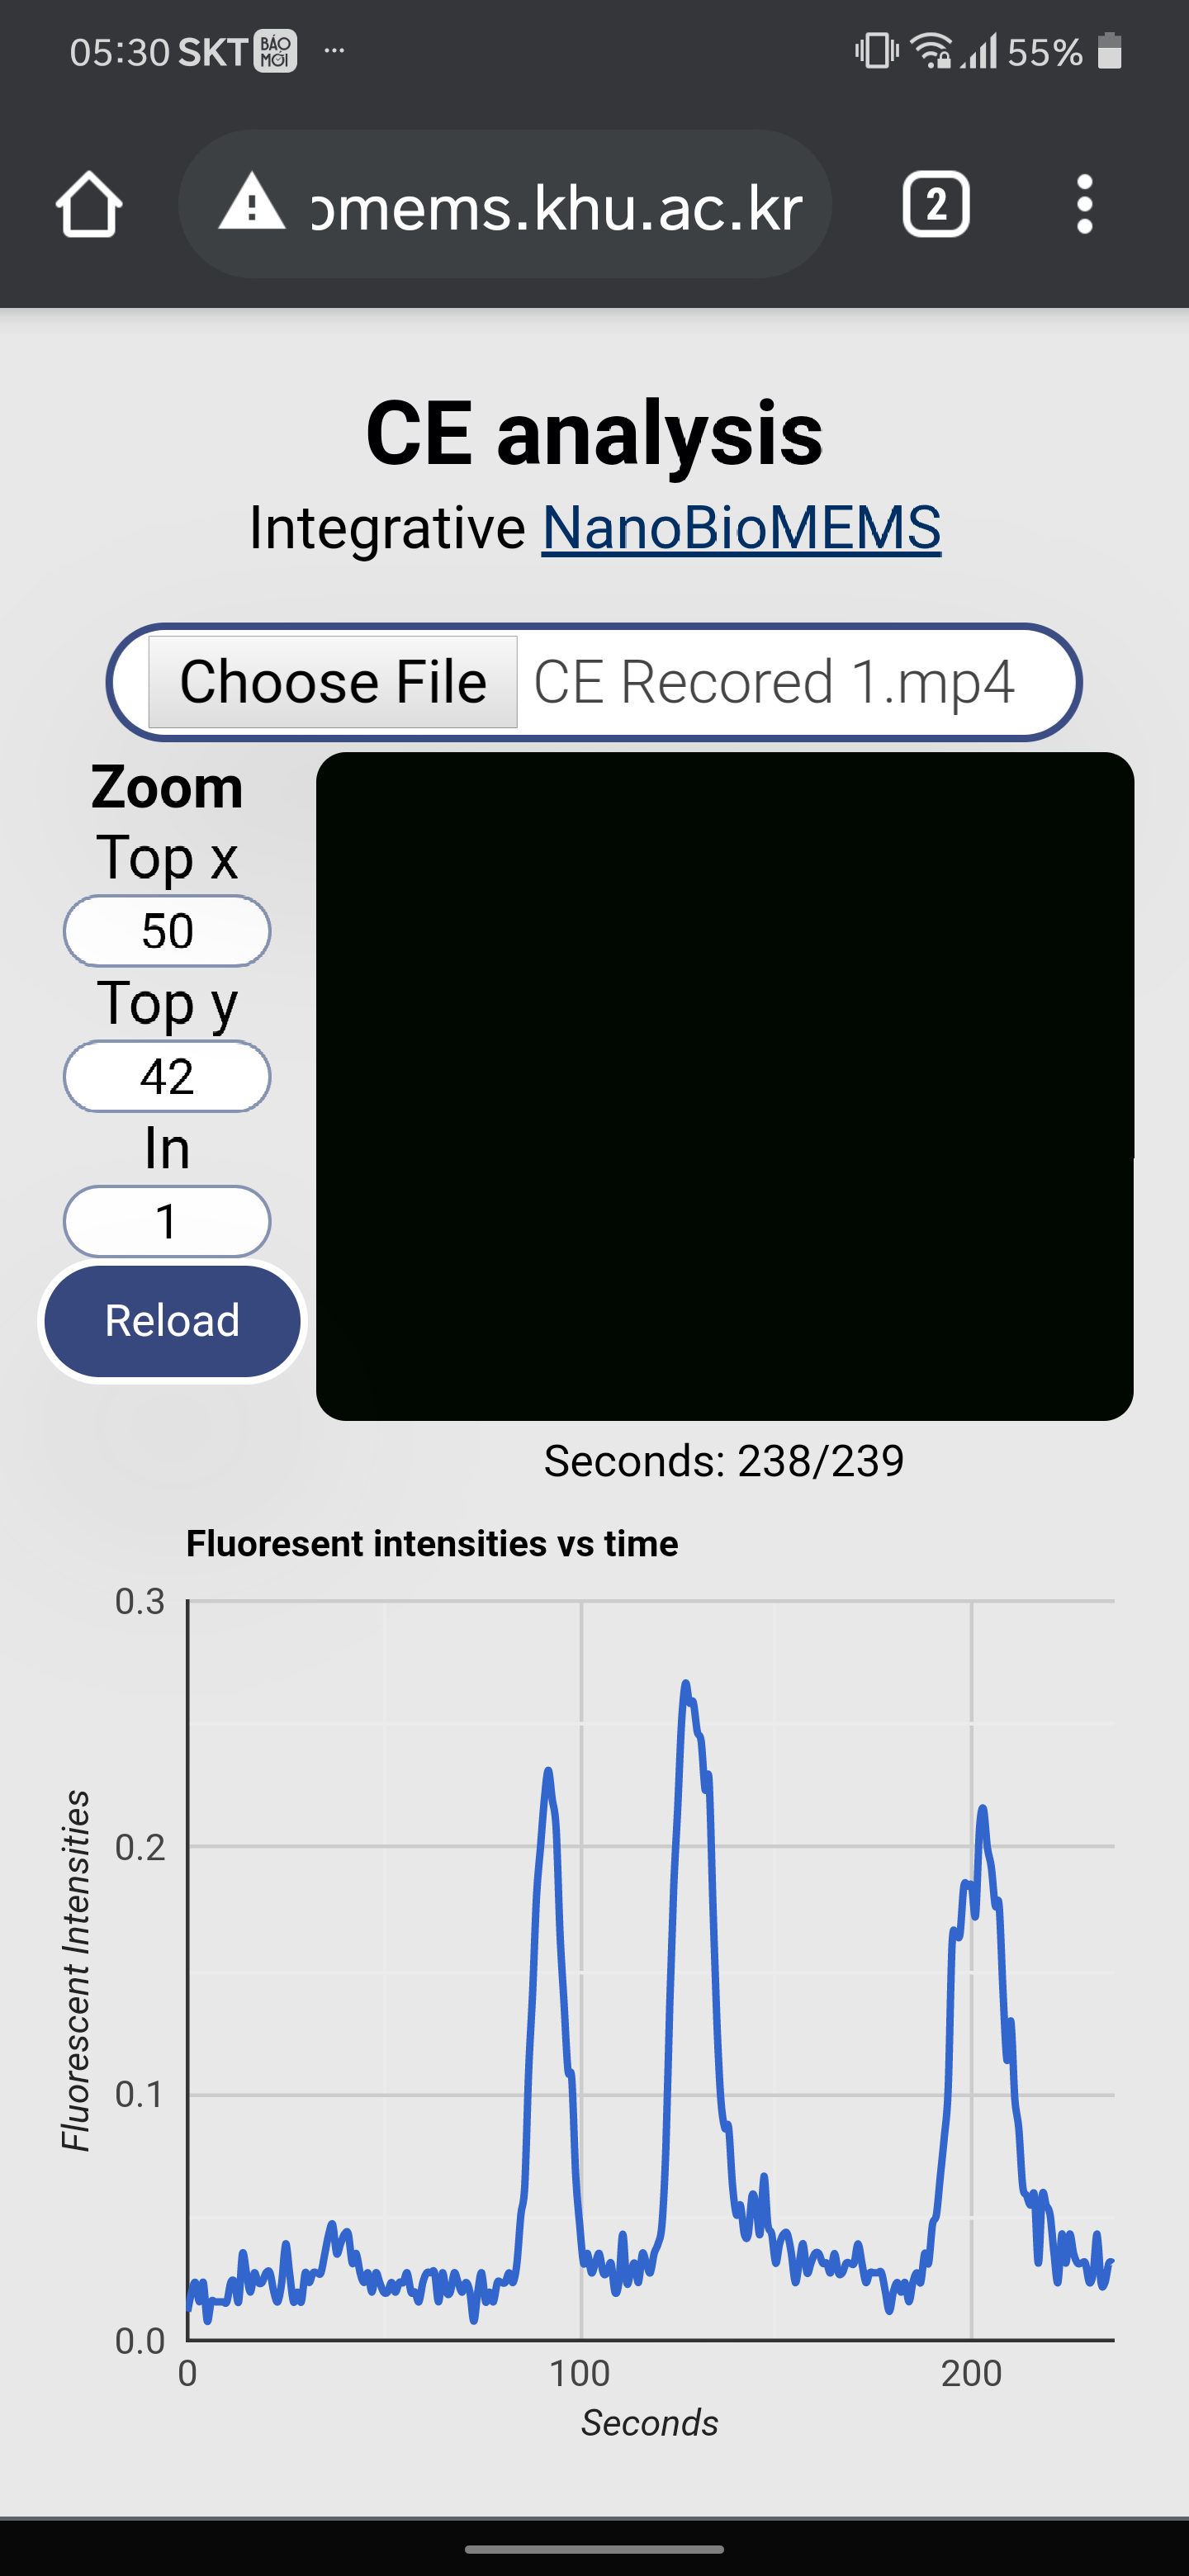 05:30 SKT BÁO MỚI ... 55%
omems.khu.ac.kr 2
CE analysis
Integrative NanoBioMEMS
Choose File CE Recored 1.mp4
Zoom
Top x
50
Top y
42
In
1
Reload
Seconds: 238/239
Fluoresent intensities vs time
0.3
0.2
0.1
0.0
Fluorescent Intensities
0 100 200
Seconds